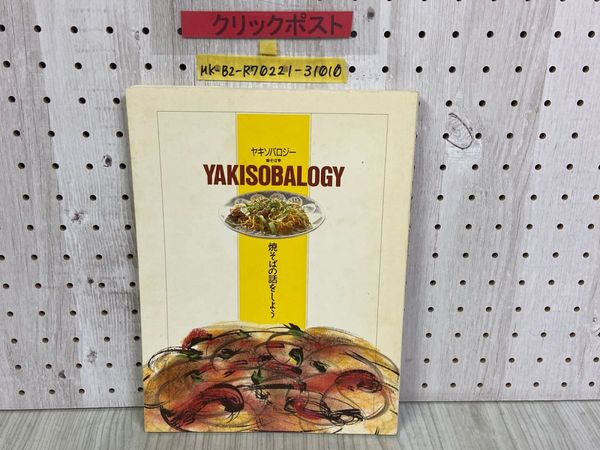 クリックポスト
MK-B2-R70221-31010
ヤキソバロジー
焼そば学
YAKISOBALOGY
焼そばの話をしよう